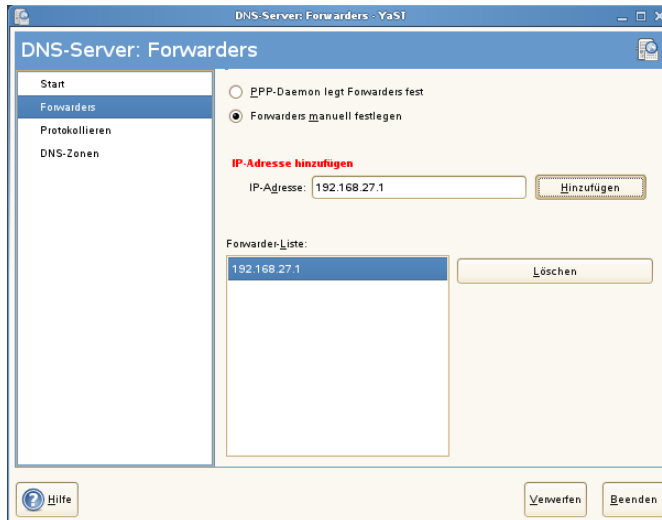 DNS-Server: Forwarders - YaST
DNS-Server: Forwarders
Start
Forwarders
Protokollieren
DNS-Zonen
PPP-Daemon legt Forwarders fest
Forwarders manuell festlegen
IP-Adresse hinzufügen
IP-Adresse: 192.168.27.1 Hinzufügen
Forwarder-Liste:
192.168.27.1
Löschen
Hilfe
Verwerfen
Beenden